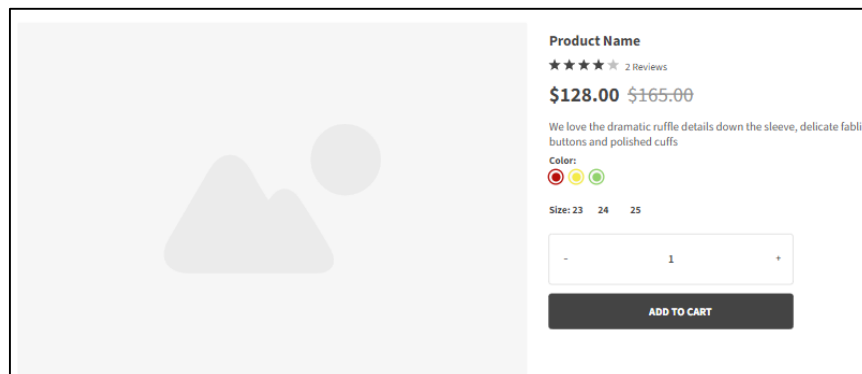 Product Name
2 Reviews
$128.00 $165.00
We love the dramatic ruffle details down the sleeve, delicate
buttons and polished cuffs
Color:
Size: 23 24 25
- 1 +
ADD TO CART